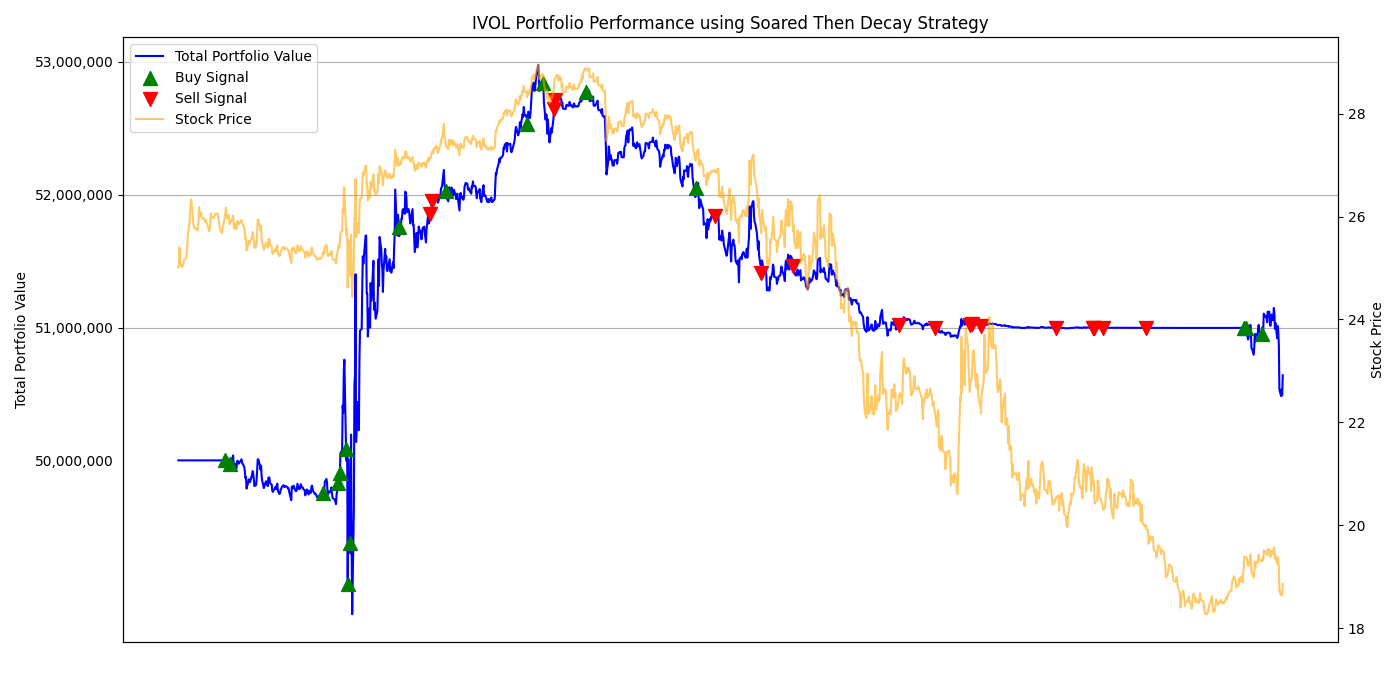 IVOL Portfolio Performance using Soared Then Decay Strategy
Total Portfolio Value
Buy Signal
Sell Signal
Stock Price
53,000,000
52,000,000
51,000,000
50,000,000
Total Portfolio Value
28
26
24
22
20
18
Stock Price